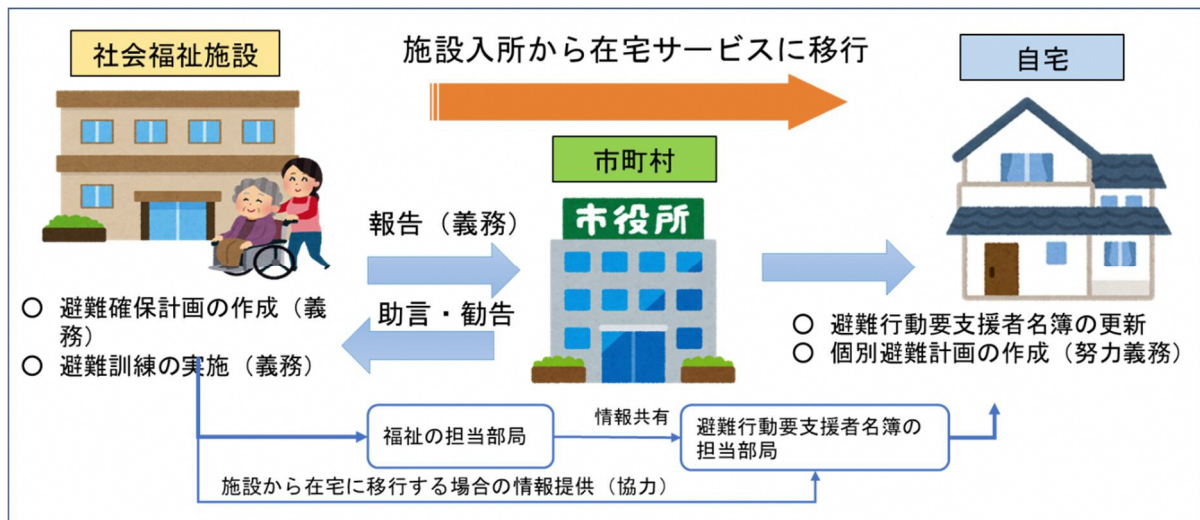 社会福祉施設
施設入所から在宅サービスに移行
自宅
市町村
市役所
報告（義務）
助言・勧告
○ 避難確保計画の作成（義
務）
○ 避難訓練の実施（義務）
○ 避難行動要支援者名簿の更新
○ 個別避難計画の作成（努力義務）
福祉の担当部局
情報共有
避難行動要支援者名簿の
担当部局
施設から在宅に移行する場合の情報提供（協力）